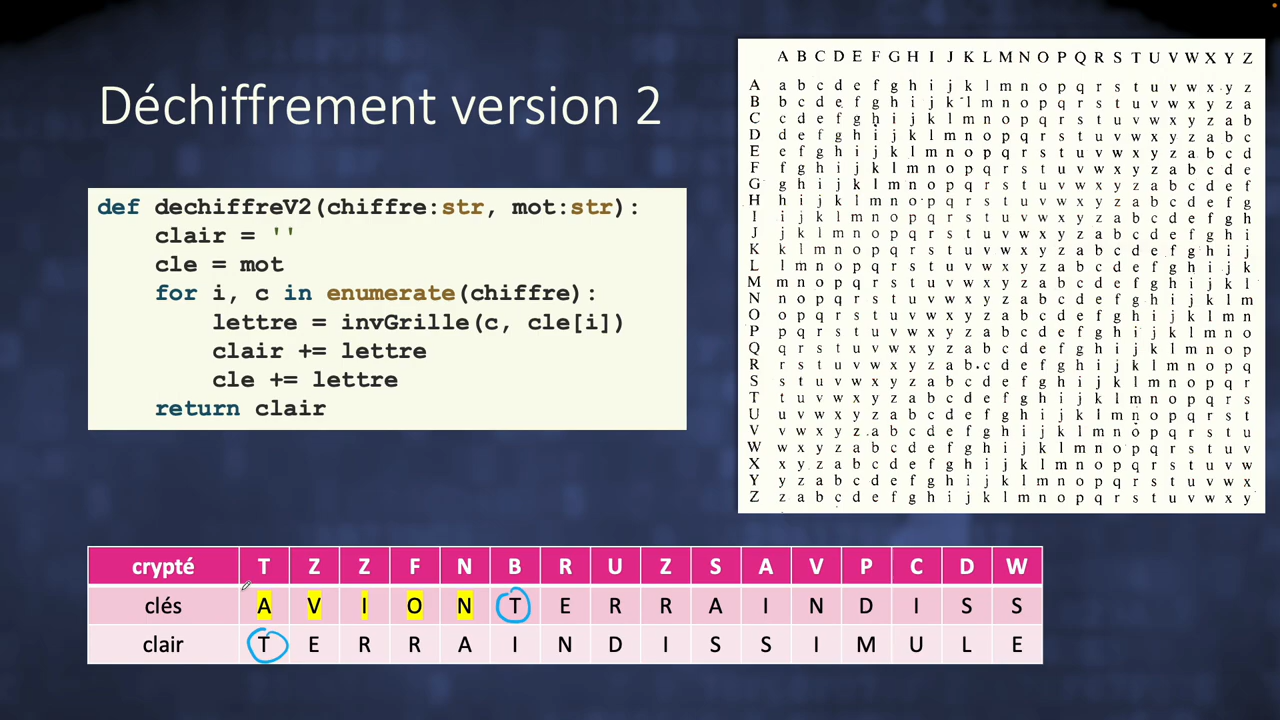 Déchiffrement version 2
def dechiffreV2(chiffre:str, mot:str):
clair = ''
cle = mot
for i, c in enumerate(chiffre):
lettre = invGrille(c, cle[i])
clair += lettre
cle += lettre
return clair
A B C D E F G H I J K L M N O P Q R S T U V W X Y Z
A a b c d e f g h i j k l m n o p q r s t u v w x y z
B b c d e f g h i j k l m n o p q r s t u v w x y z a
C c d e f g h i j k l m n o p q r s t u v w x y z a b
D d e f g h i j k l m n o p q r s t u v w x y z a b c
E e f g h i j k l m n o p q r s t u v w x y z a b c d
F f g h i j k l m n o p q r s t u v w x y z a b c d e
G g h i j k l m n o p q r s t u v w x y z a b c d e f
H h i j k l m n o p q r s t u v w x y z a b c d e f g
I i j k l m n o p q r s t u v w x y z a b c d e f g h
J j k l m n o p q r s t u v w x y z a b c d e f g h i
K k l m n o p q r s t u v w x y z a b c d e f g h i j
L l m n o p q r s t u v w x y z a b c d e f g h i j k
M m n o p q r s t u v w x y z a b c d e f g h i j k l
N n o p q r s t u v w x y z a b c d e f g h i j k l m
O o p q r s t u v w x y z a b c d e f g h i j k l m n
P p q r s t u v w x y z a b c d e f g h i j k l m n o
Q q r s t u v w x y z a b c d e f g h i j k l m n o p
R r s t u v w x y z a b c d e f g h i j k l m n o p q
S s t u v w x y z a b c d e f g h i j k l m n o p q r
T t u v w x y z a b c d e f g h i j k l m n o p q r s
U u v w x y z a b c d e f g h i j k l m n o p q r s t
V v w x y z a b c d e f g h i j k l m n o p q r s t u
W w x y z a b c d e f g h i j k l m n o p q r s t u v
X x y z a b c d e f g h i j k l m n o p q r s t u v w
Y y z a b c d e f g h i j k l m n o p q r s t u v w x
Z z a b c d e f g h i j k l m n o p q r s t u v w x y
crypté T Z Z F N B R U Z S A V P C D W
clés A V I O N T E R R A I N D I S S
clair T E R R A I N D I S S I M U L E